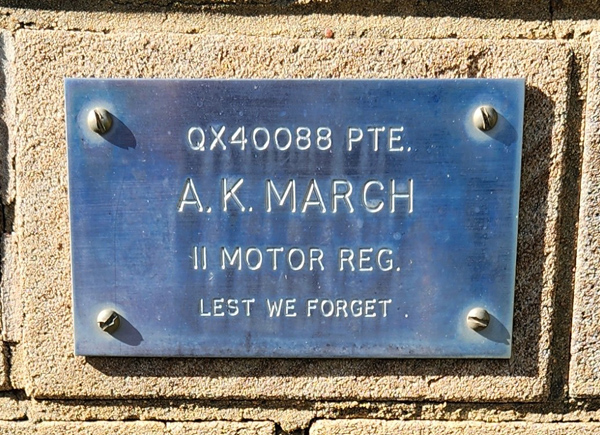 QX40088 PTE.
A. K. MARCH
11 MOTOR REG.
LEST WE FORGET .